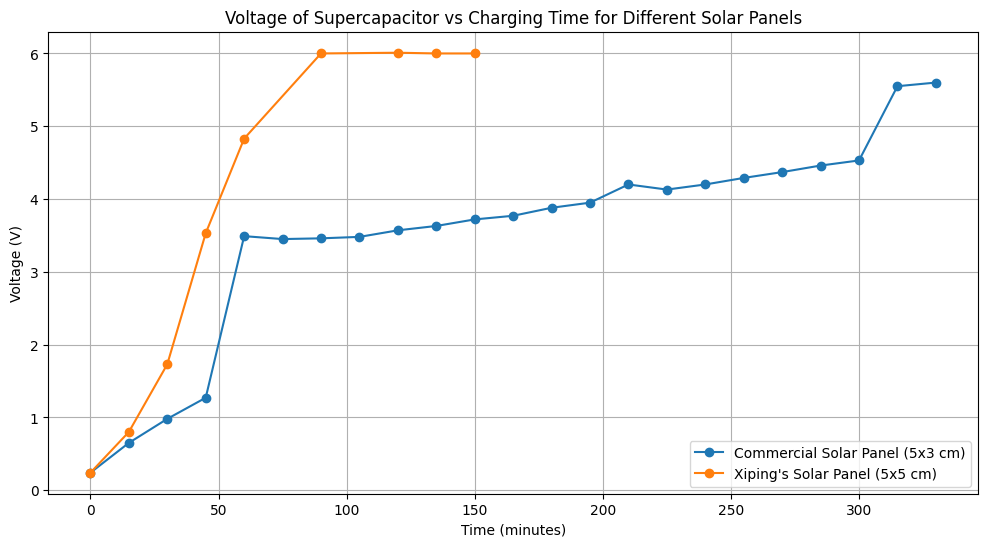 Voltage of Supercapacitor vs Charging Time for Different Solar Panels
Voltage (V)
6
5
4
3
2
1
0
0 50 100 150 200 250 300
Time (minutes)
Commercial Solar Panel (5x3 cm)
Xiping's Solar Panel (5x5 cm)